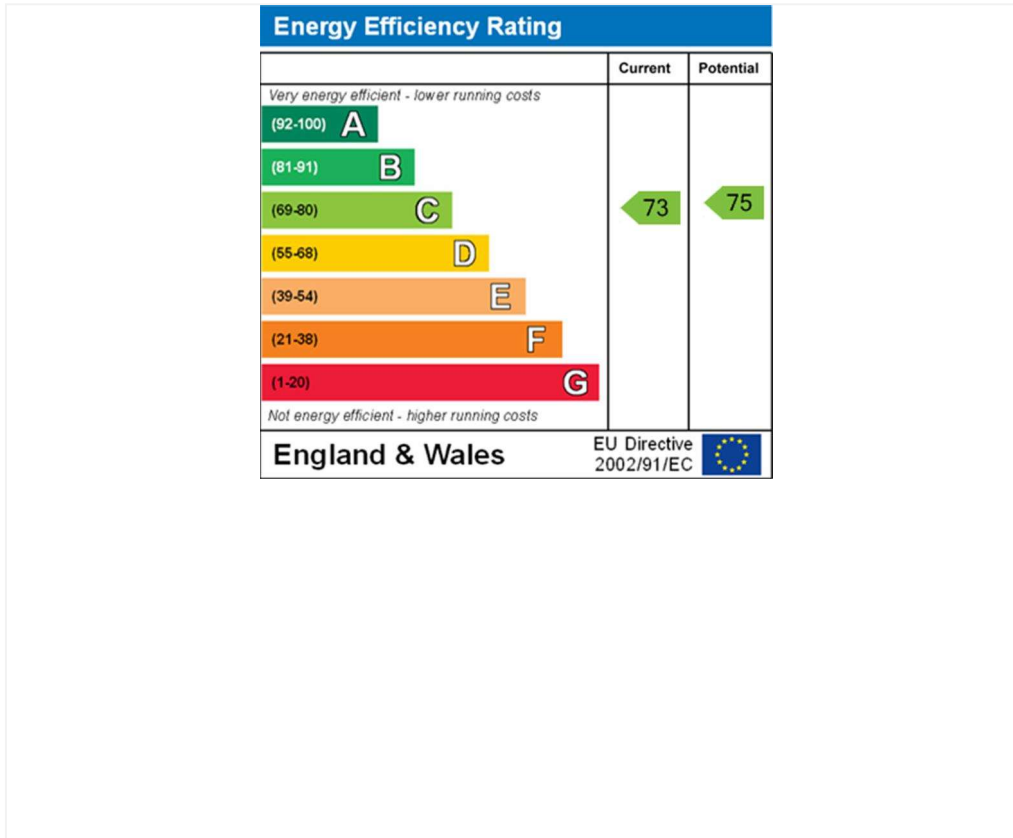 Energy Efficiency Rating
Current Potential
Very energy efficient - lower running costs
(92-100) A
(81-91) B
(69-80) C 73 75
(55-68) D
(39-54) E
(21-38) F
(1-20) G
Not energy efficient - higher running costs
England & Wales
EU Directive
2002/91/EC